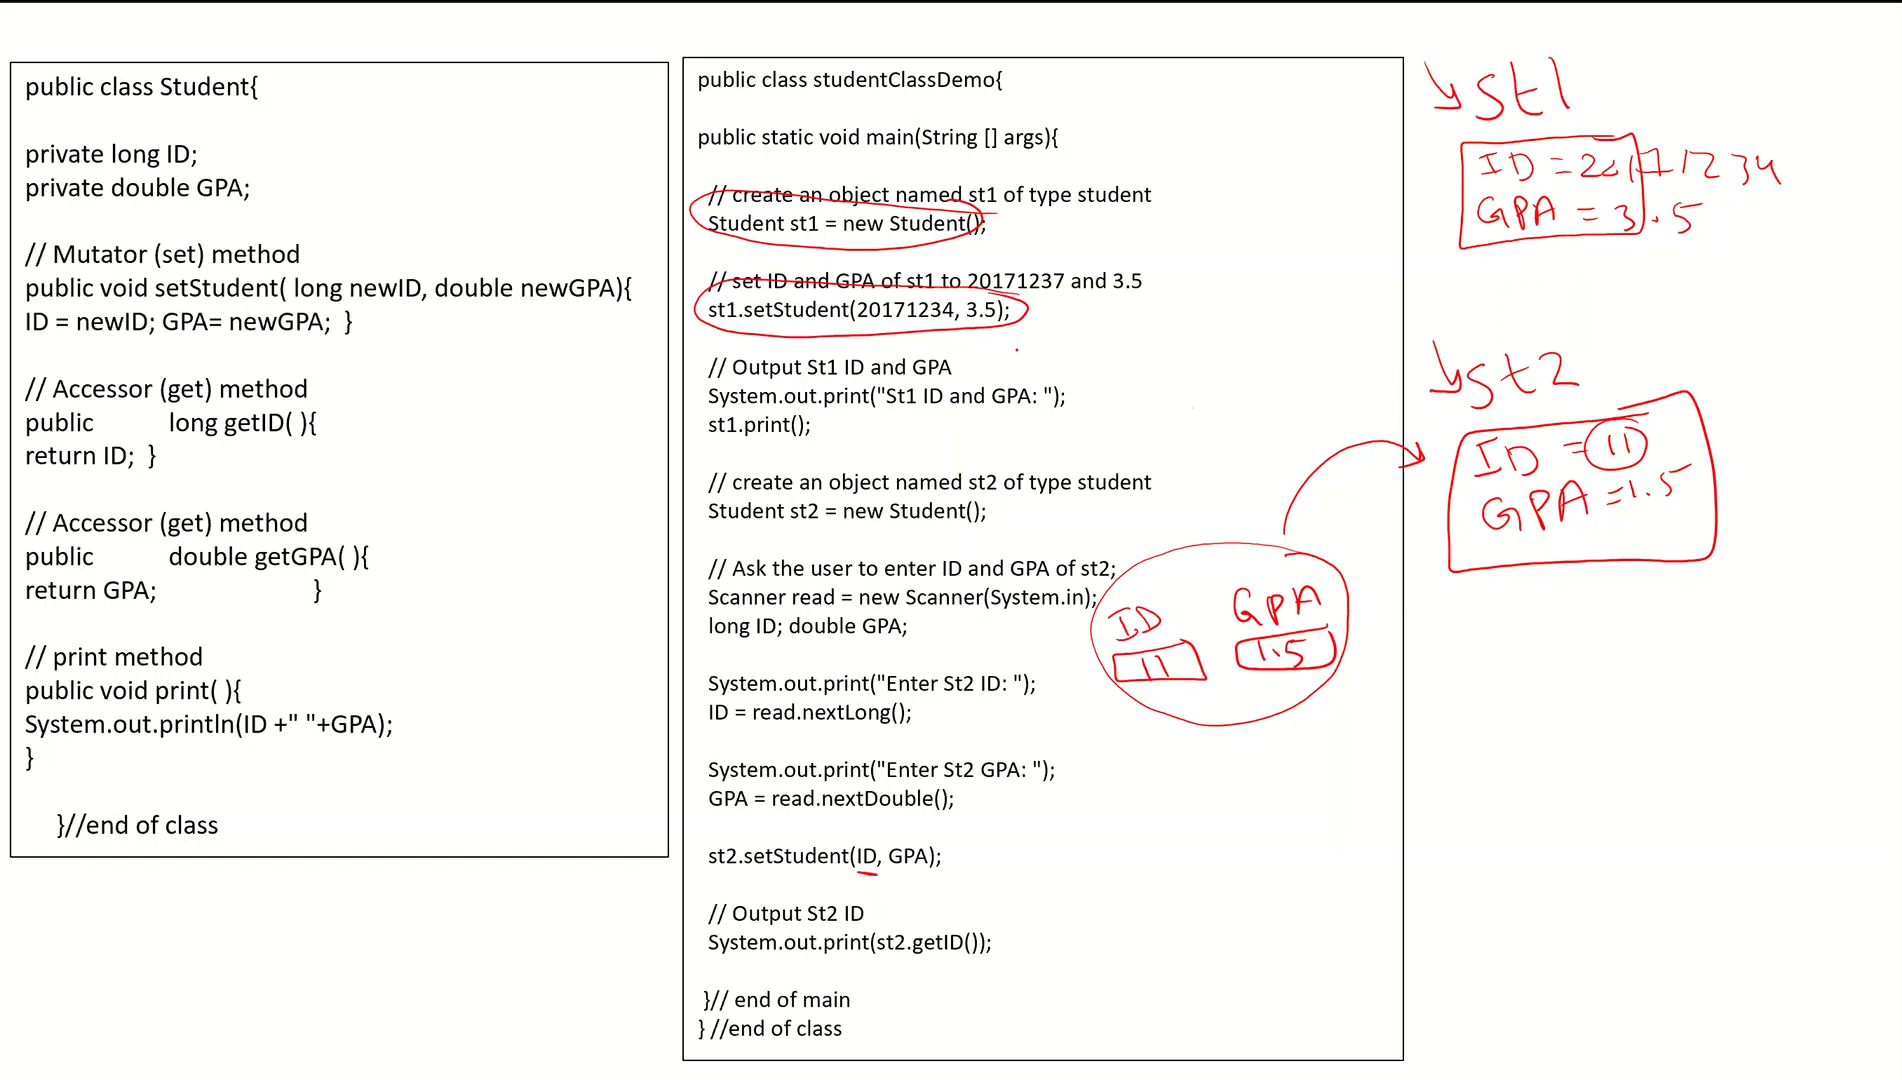 public class Student{
private long ID;
private double GPA;
// Mutator (set) method
public void setStudent( long newID, double newGPA){
ID = newID; GPA= newGPA;  }
// Accessor (get) method
public          long getID( ){
return ID;  }
// Accessor (get) method
public          double getGPA( ){
return GPA;                    }
// print method
public void print( ){
System.out.println(ID +" "+GPA);
}
}//end of class
public class studentClassDemo{
public static void main(String [] args){
// create an object named st1 of type student
Student st1 = new Student();
// set ID and GPA of st1 to 20171237 and 3.5
st1.setStudent(20171234, 3.5);
// Output St1 ID and GPA
System.out.print("St1 ID and GPA: ");
st1.print();
// create an object named st2 of type student
Student st2 = new Student();
// Ask the user to enter ID and GPA of st2;
Scanner read = new Scanner(System.in);
long ID; double GPA;
System.out.print("Enter St2 ID: ");
ID = read.nextLong();
System.out.print("Enter St2 GPA: ");
GPA = read.nextDouble();
st2.setStudent(ID, GPA);
// Output St2 ID
System.out.print(st2.getID());
}// end of main
} //end of class
ID GPA
11 1.5
st1
ID = 20171234
GPA = 3.5
st2
ID = 11
GPA = 1.5